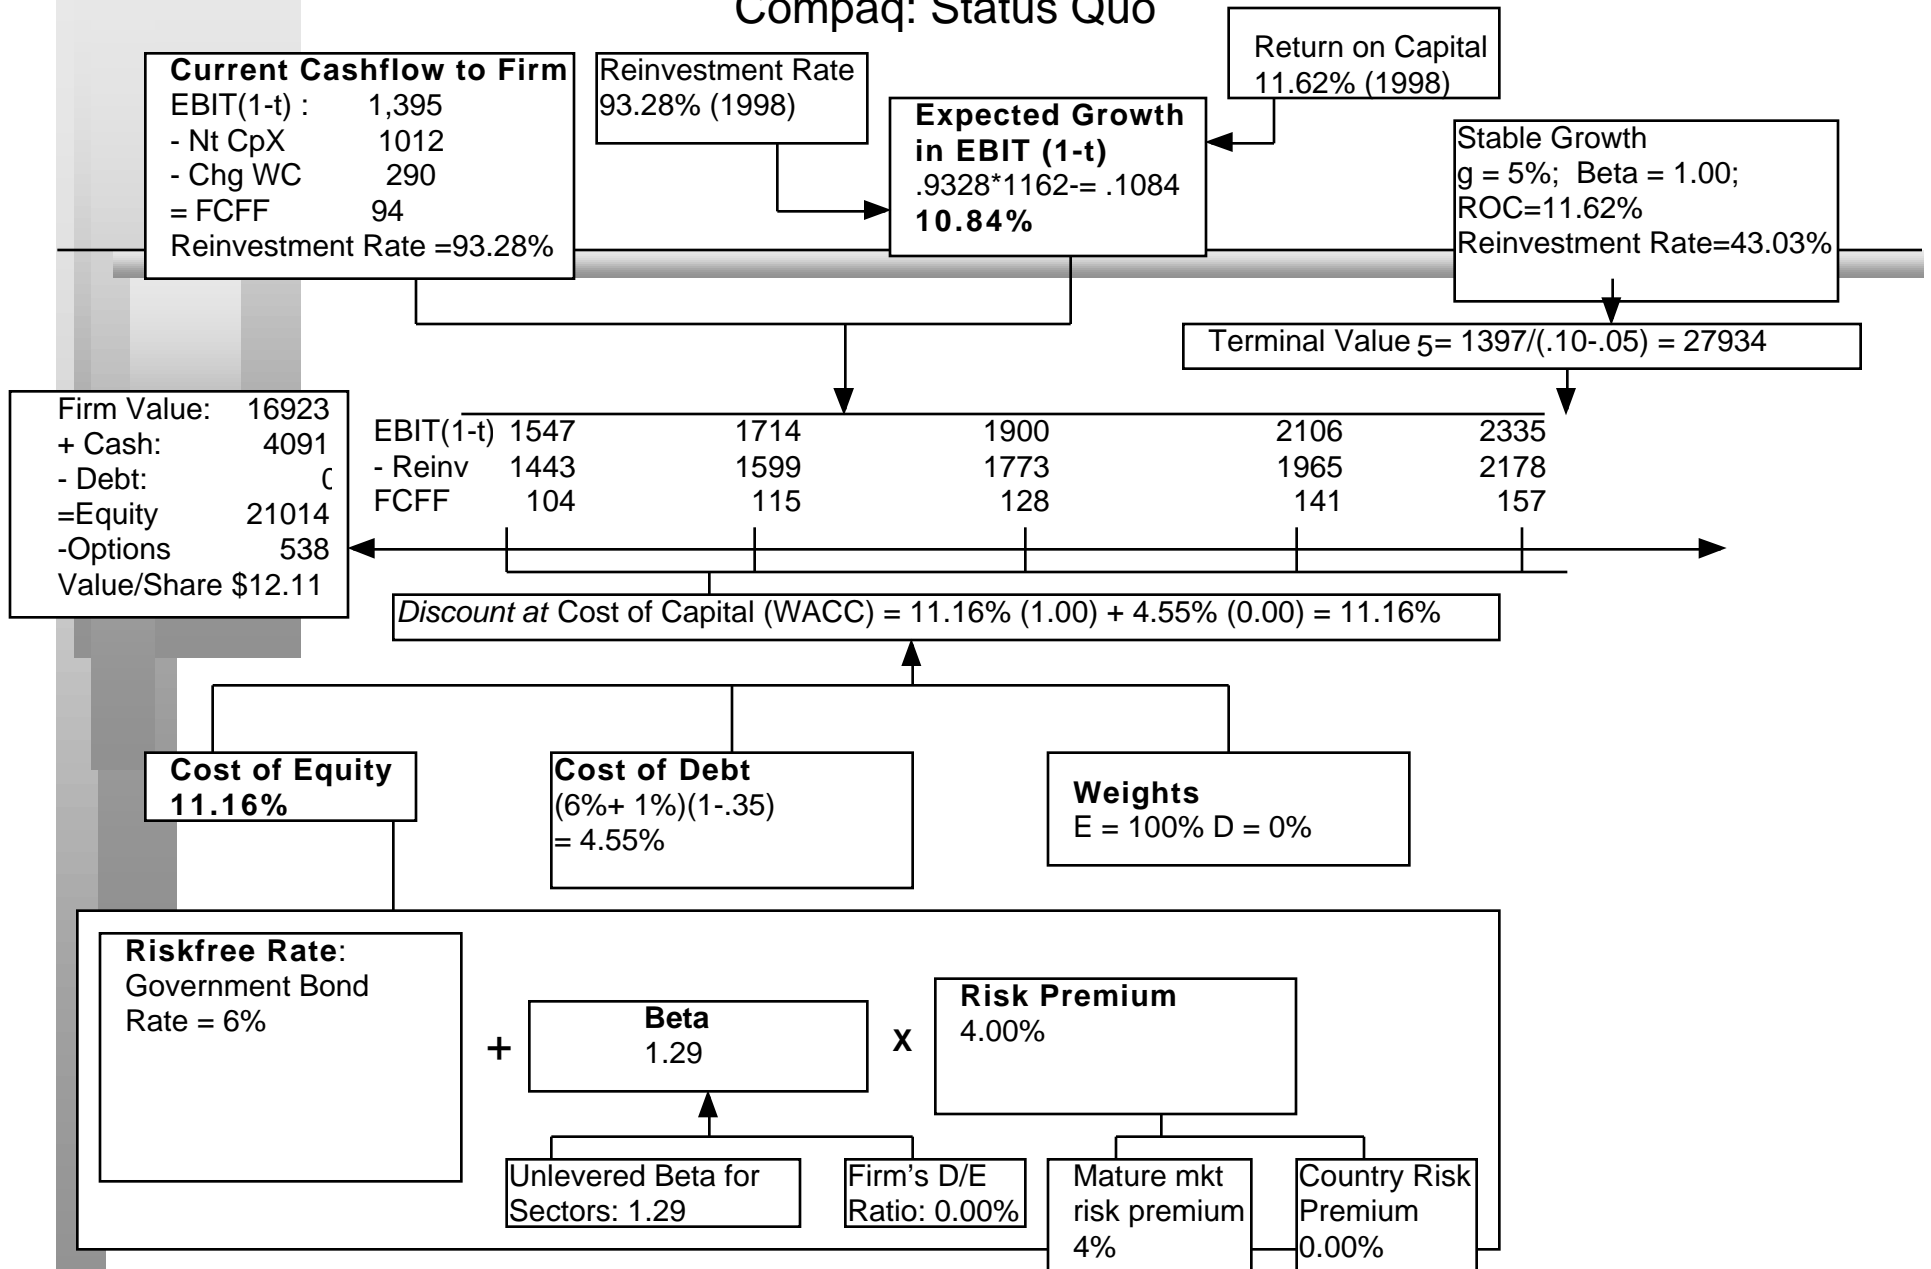 Compaq: Status Quo
Current Cashflow to Firm
EBIT(1-t) : 1,395
- Nt CpX 1012
- Chg WC 290
= FCFF 94
Reinvestment Rate =93.28%
Reinvestment Rate
93.28% (1998)
Expected Growth
in EBIT (1-t)
.9328*1162-= .1084
10.84%
Return on Capital
11.62% (1998)
Stable Growth
g = 5%; Beta = 1.00;
ROC=11.62%
Reinvestment Rate=43.03%
Terminal Value 5= 1397/(.10-.05) = 27934
Firm Value: 16923
+ Cash: 4091
- Debt: 0
=Equity 21014
-Options 538
Value/Share $12.11
EBIT(1-t) 1547 1714 1900 2106 2335
- Reinv 1443 1599 1773 1965 2178
FCFF 104 115 128 141 157
Discount at Cost of Capital (WACC) = 11.16% (1.00) + 4.55% (0.00) = 11.16%
Cost of Equity
11.16%
Cost of Debt
(6%+ 1%)(1-.35)
= 4.55%
Weights
E = 100% D = 0%
Riskfree Rate:
Government Bond
Rate = 6%
+
Beta
1.29
X
Risk Premium
4.00%
Unlevered Beta for
Sectors: 1.29
Firm's D/E
Ratio: 0.00%
Mature mkt
risk premium
4%
Country Risk
Premium
0.00%